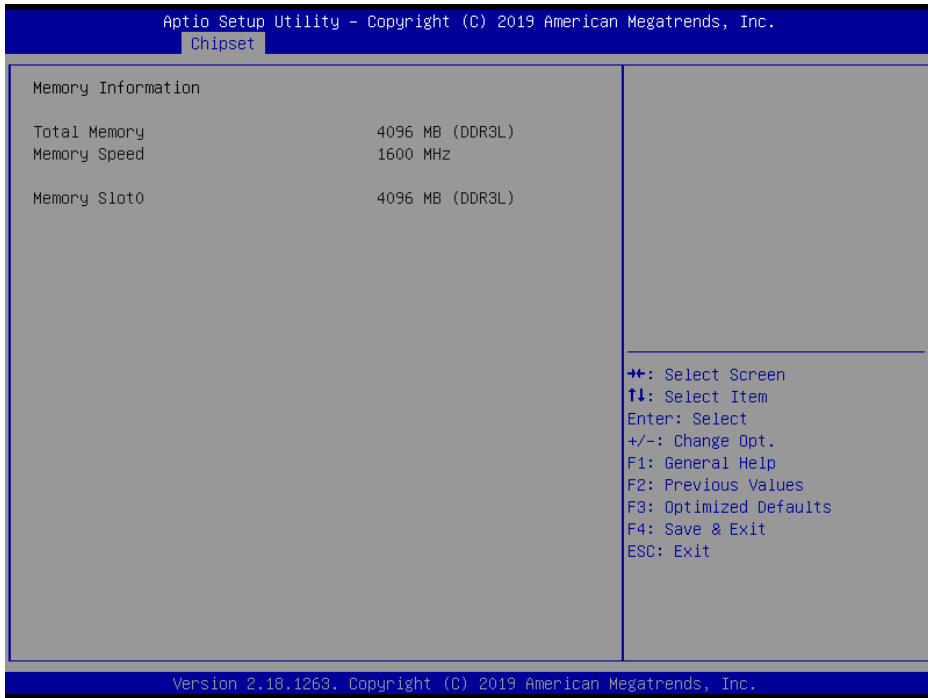 Aptio Setup Utility – Copyright (C) 2019 American Megatrends, Inc.
Chipset
Memory Information
Total Memory 4096 MB (DDR3L)
Memory Speed 1600 MHz
Memory Slot0 4096 MB (DDR3L)
→←: Select Screen
↑↓: Select Item
Enter: Select
+/-: Change Opt.
F1: General Help
F2: Previous Values
F3: Optimized Defaults
F4: Save & Exit
ESC: Exit
Version 2.18.1263. Copyright (C) 2019 American Megatrends, Inc.